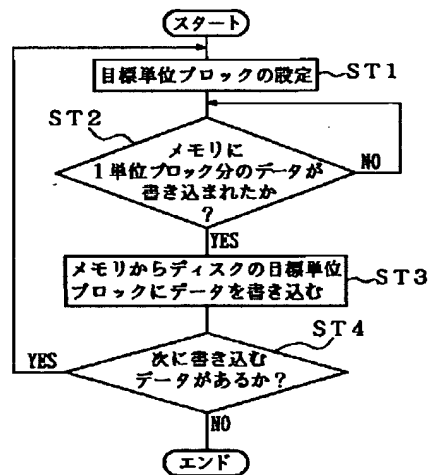 スタート
目標単位ブロックの設定
ST1
ST2
メモリに
1単位ブロック分のデータが
書き込まれたか
?
NO
YES
メモリからディスクの目標単位
ブロックにデータを書き込む
ST3
ST4
次に書き込む
データがあるか?
YES
NO
エンド